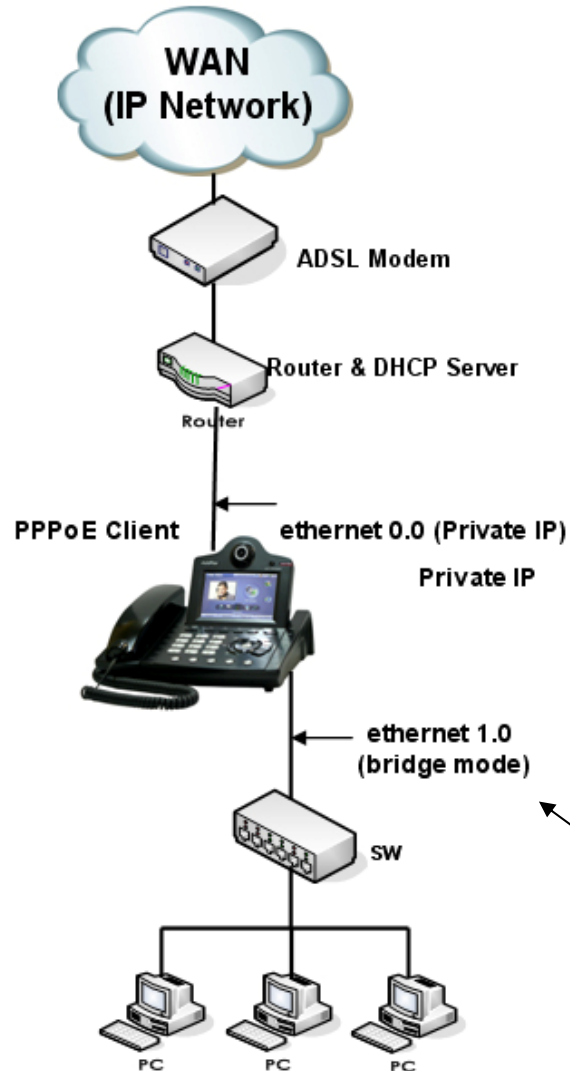 WAN
(IP Network)
ADSL Modem
Router & DHCP Server
Router
PPPoE Client
ethernet 0.0 (Private IP)
Private IP
ethernet 1.0
(bridge mode)
SW
PC
PC
PC